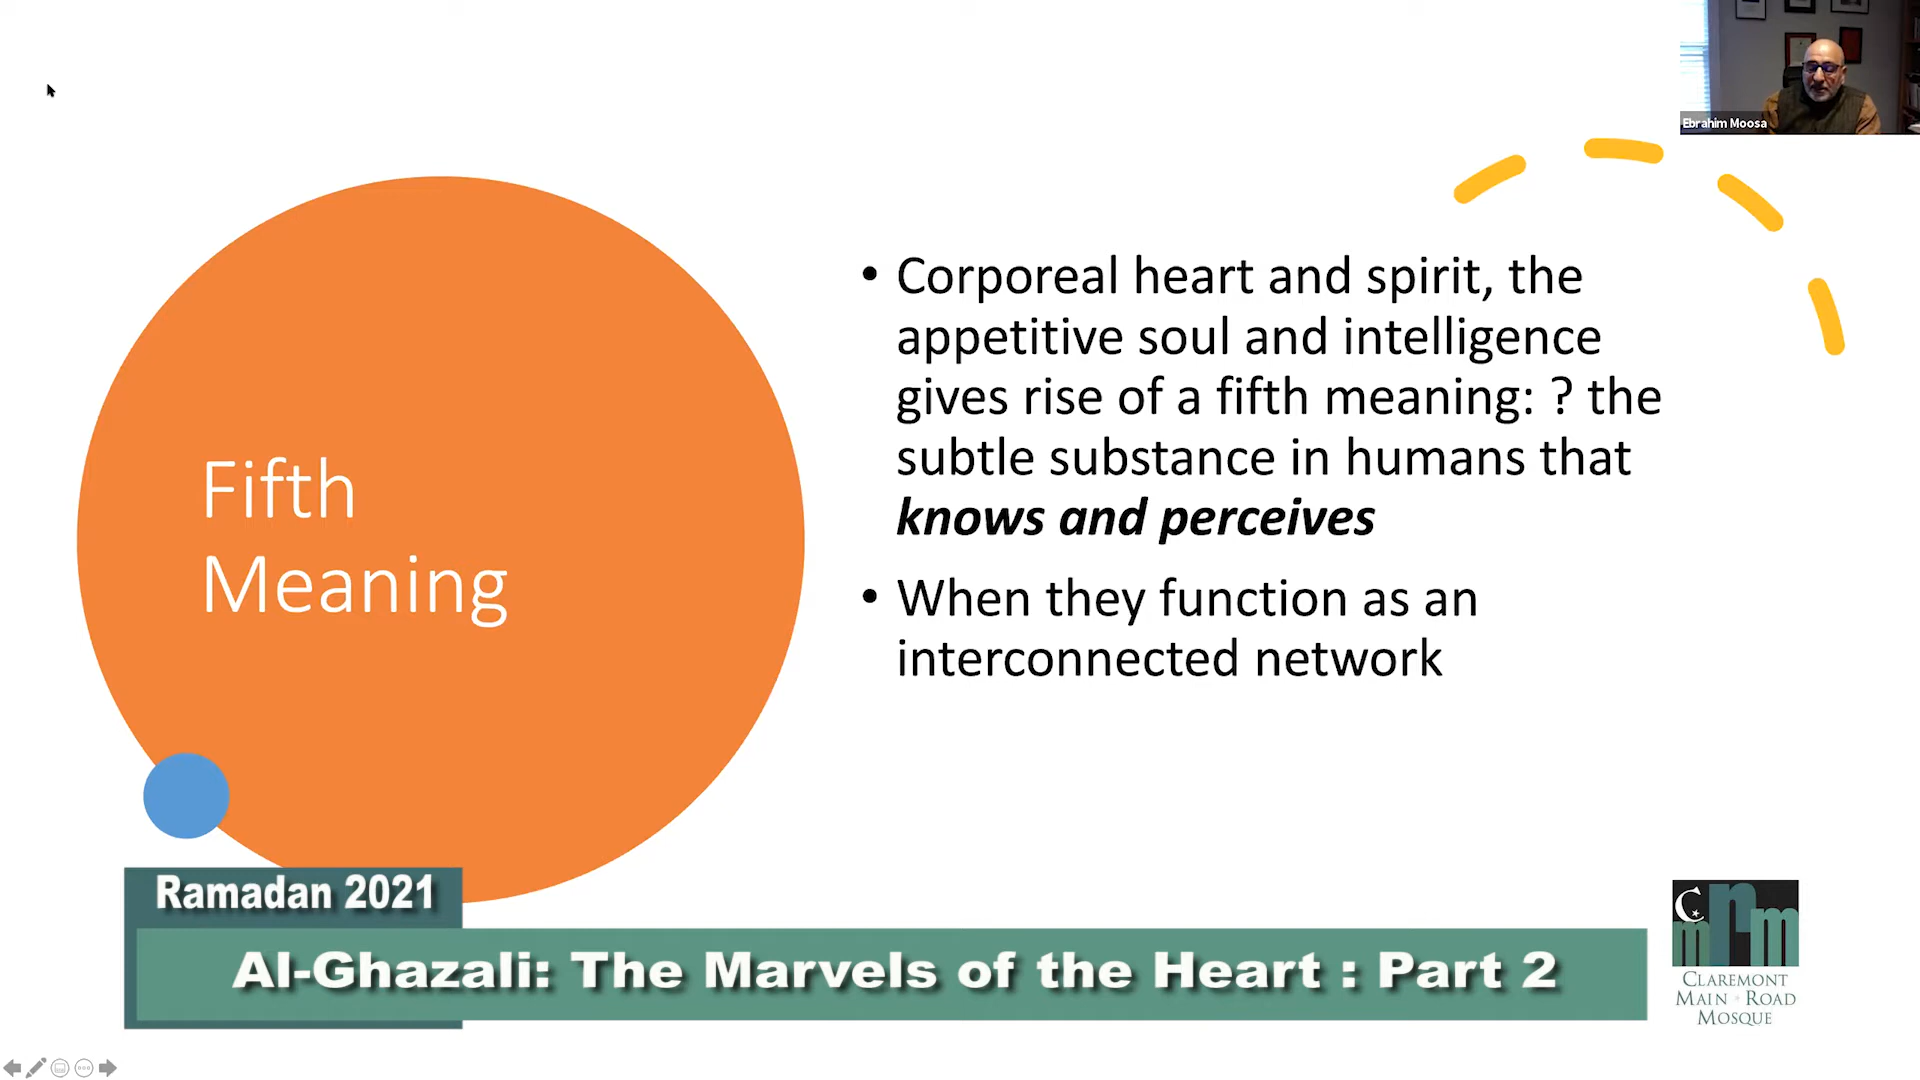 Ebrahim Moosa
Fifth
Meaning
• Corporeal heart and spirit, the
appetitive soul and intelligence
gives rise of a fifth meaning: ? the
subtle substance in humans that
knows and perceives
• When they function as an
interconnected network
Ramadan 2021
Al-Ghazali: The Marvels of the Heart : Part 2
cmrm
CLAREMONT
MAIN ROAD
MOSQUE